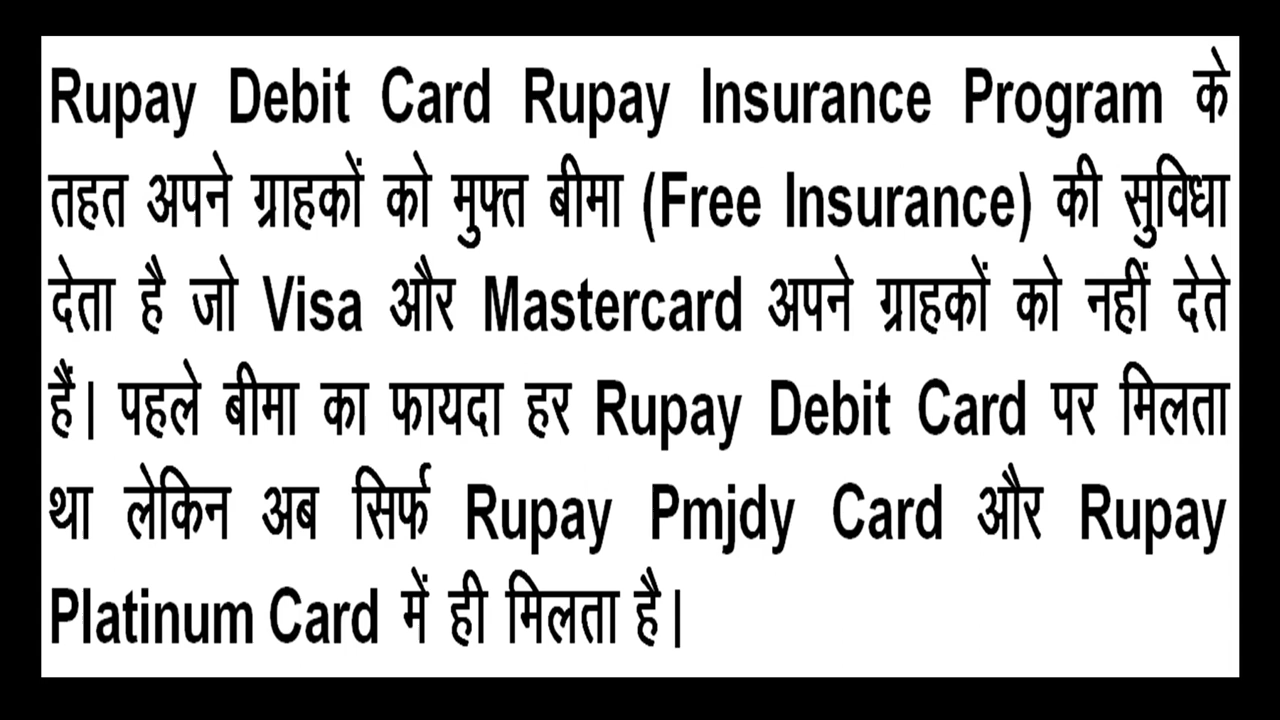 Rupay Debit Card Rupay Insurance Program के
तहत अपने ग्राहकों को मुफ्त बीमा (Free Insurance) की सुविधा
देता है जो Visa और Mastercard अपने ग्राहकों को नहीं देते
हैं। पहले बीमा का फायदा हर Rupay Debit Card पर मिलता
था लेकिन अब सिर्फ Rupay Pmjdy Card और Rupay
Platinum Card में ही मिलता है।